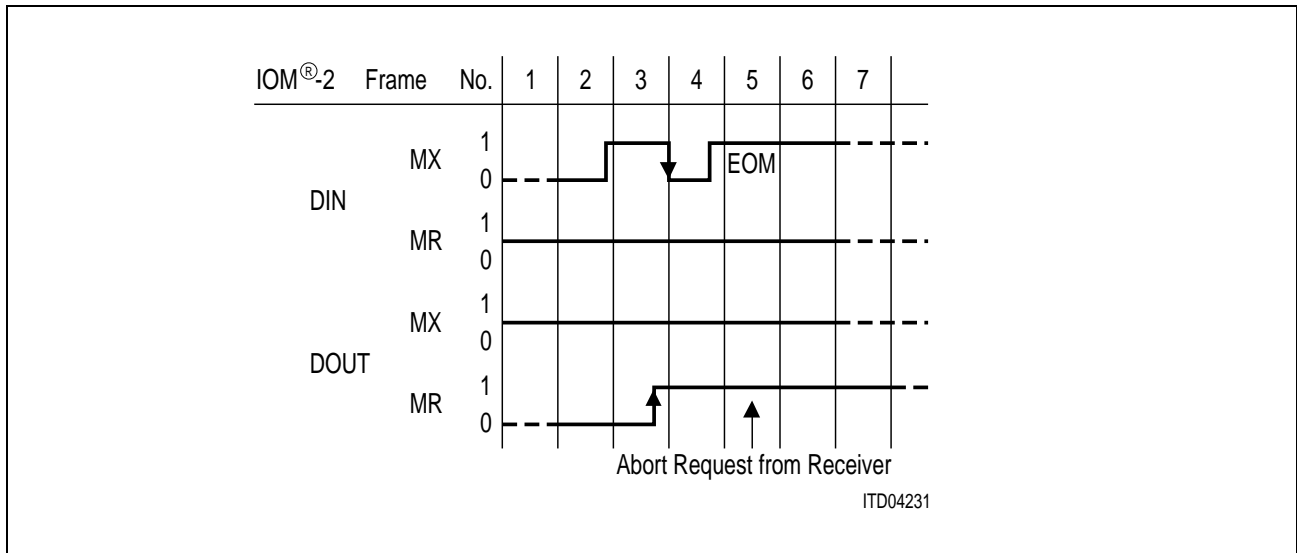 IOM®-2 Frame No. 1 2 3 4 5 6 7
1
MX
0
EOM
DIN
1
MR
0
1
MX
0
DOUT
1
MR
0
Abort Request from Receiver
ITD04231